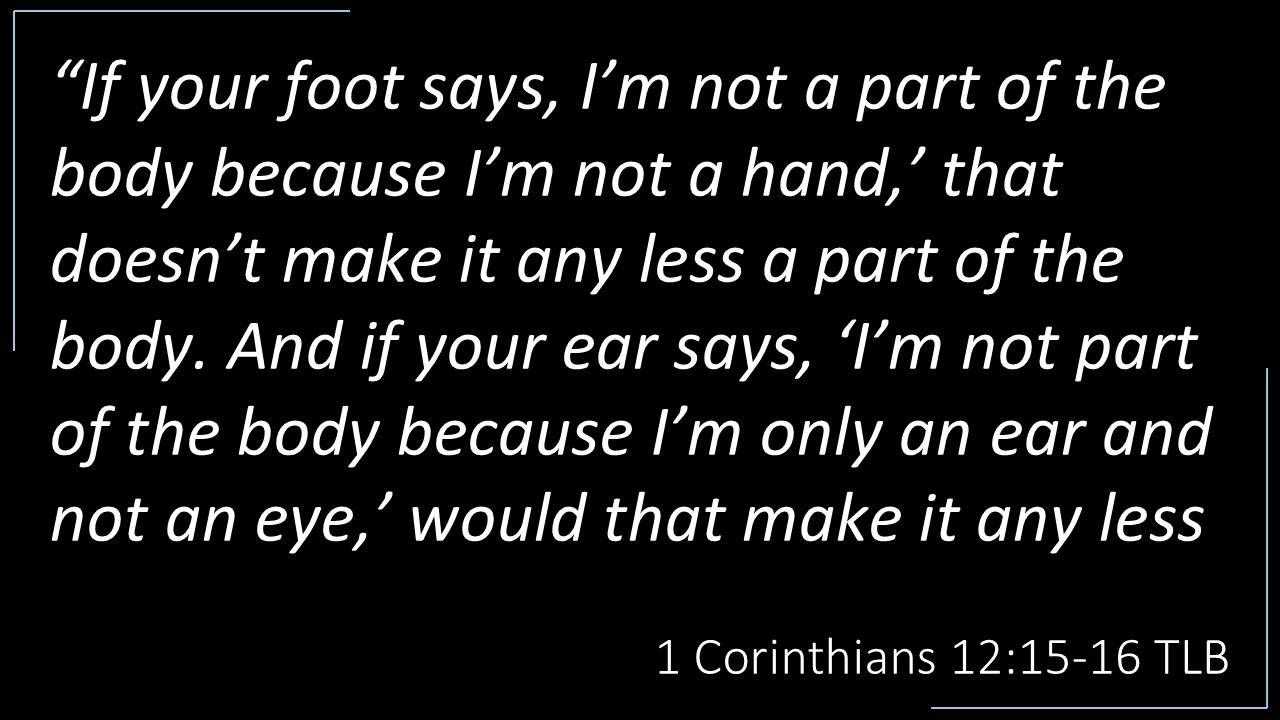 “If your foot says, I’m not a part of the
body because I’m not a hand,’ that
doesn’t make it any less a part of the
body. And if your ear says, ‘I’m not part
of the body because I’m only an ear and
not an eye,’ would that make it any less
1 Corinthians 12:15-16 TLB